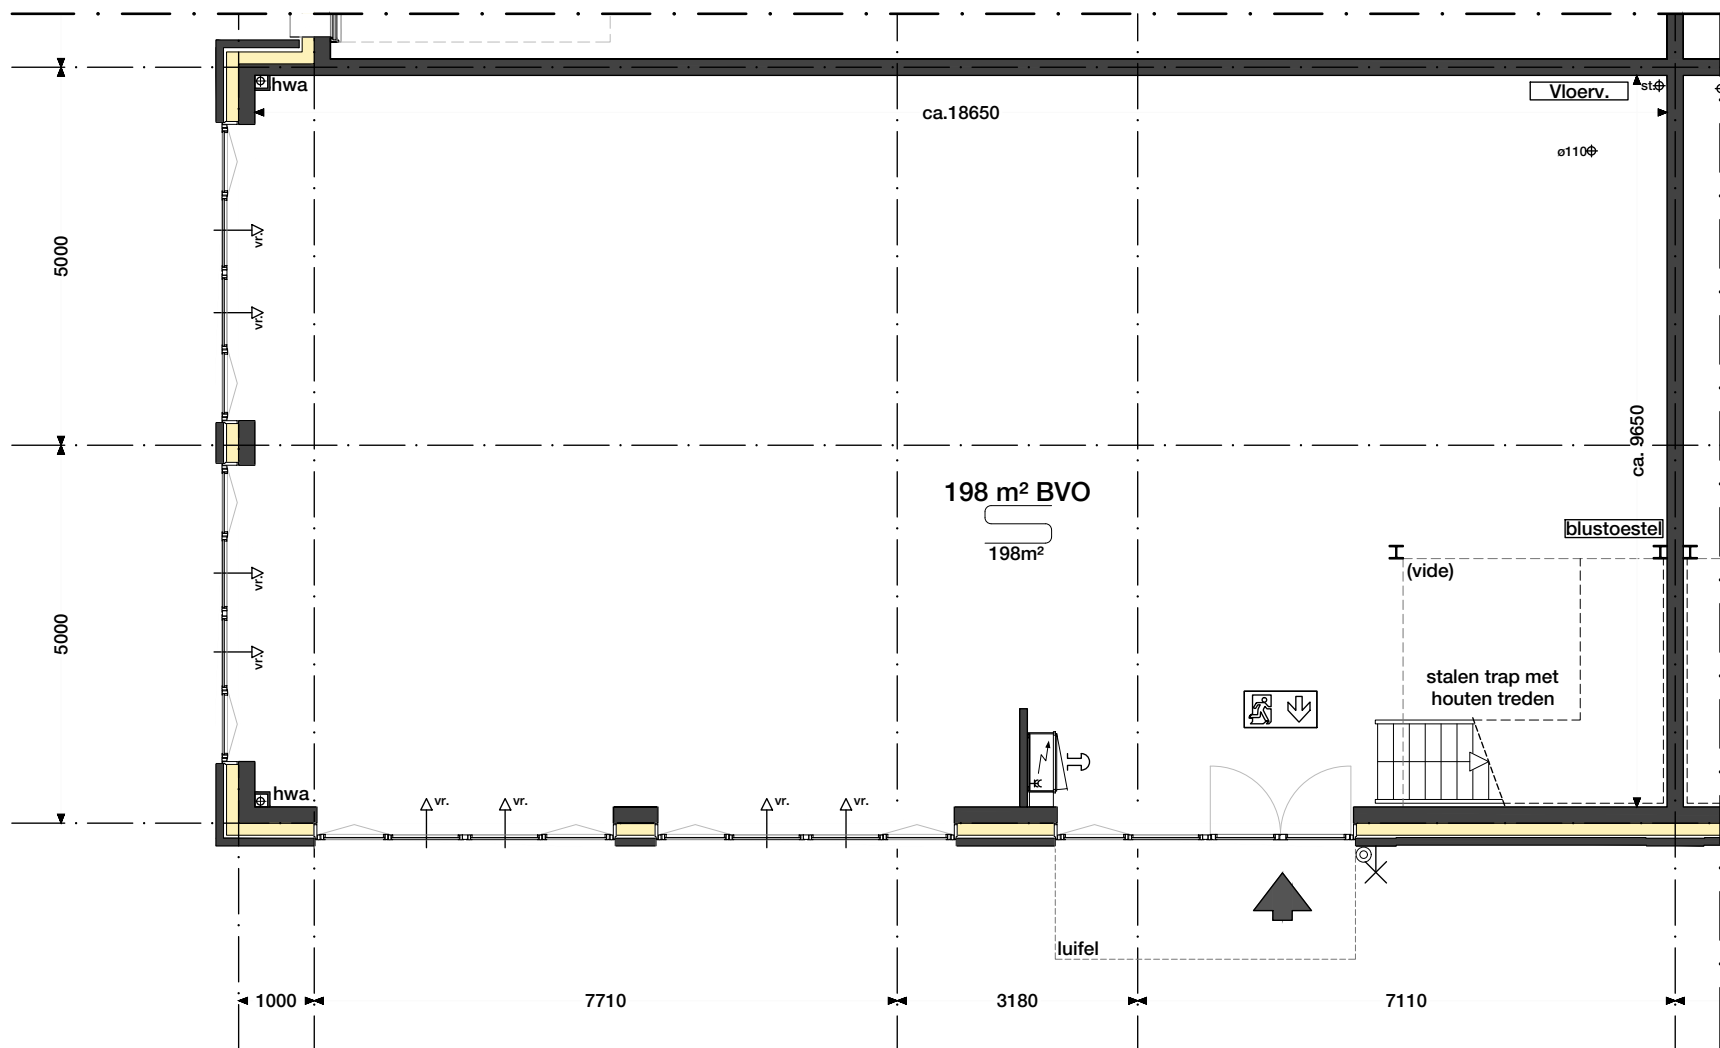 hwa
Vloerv.
st.
ca.18650
ø110
vr.
5000
vr.
ca. 9650
198 m² BVO
198m²
blustoestel
(vide)
vr.
5000
vr.
stalen trap met
houten treden
hwa
vr.
vr.
vr.
vr.
luifel
1000
7710
3180
7110